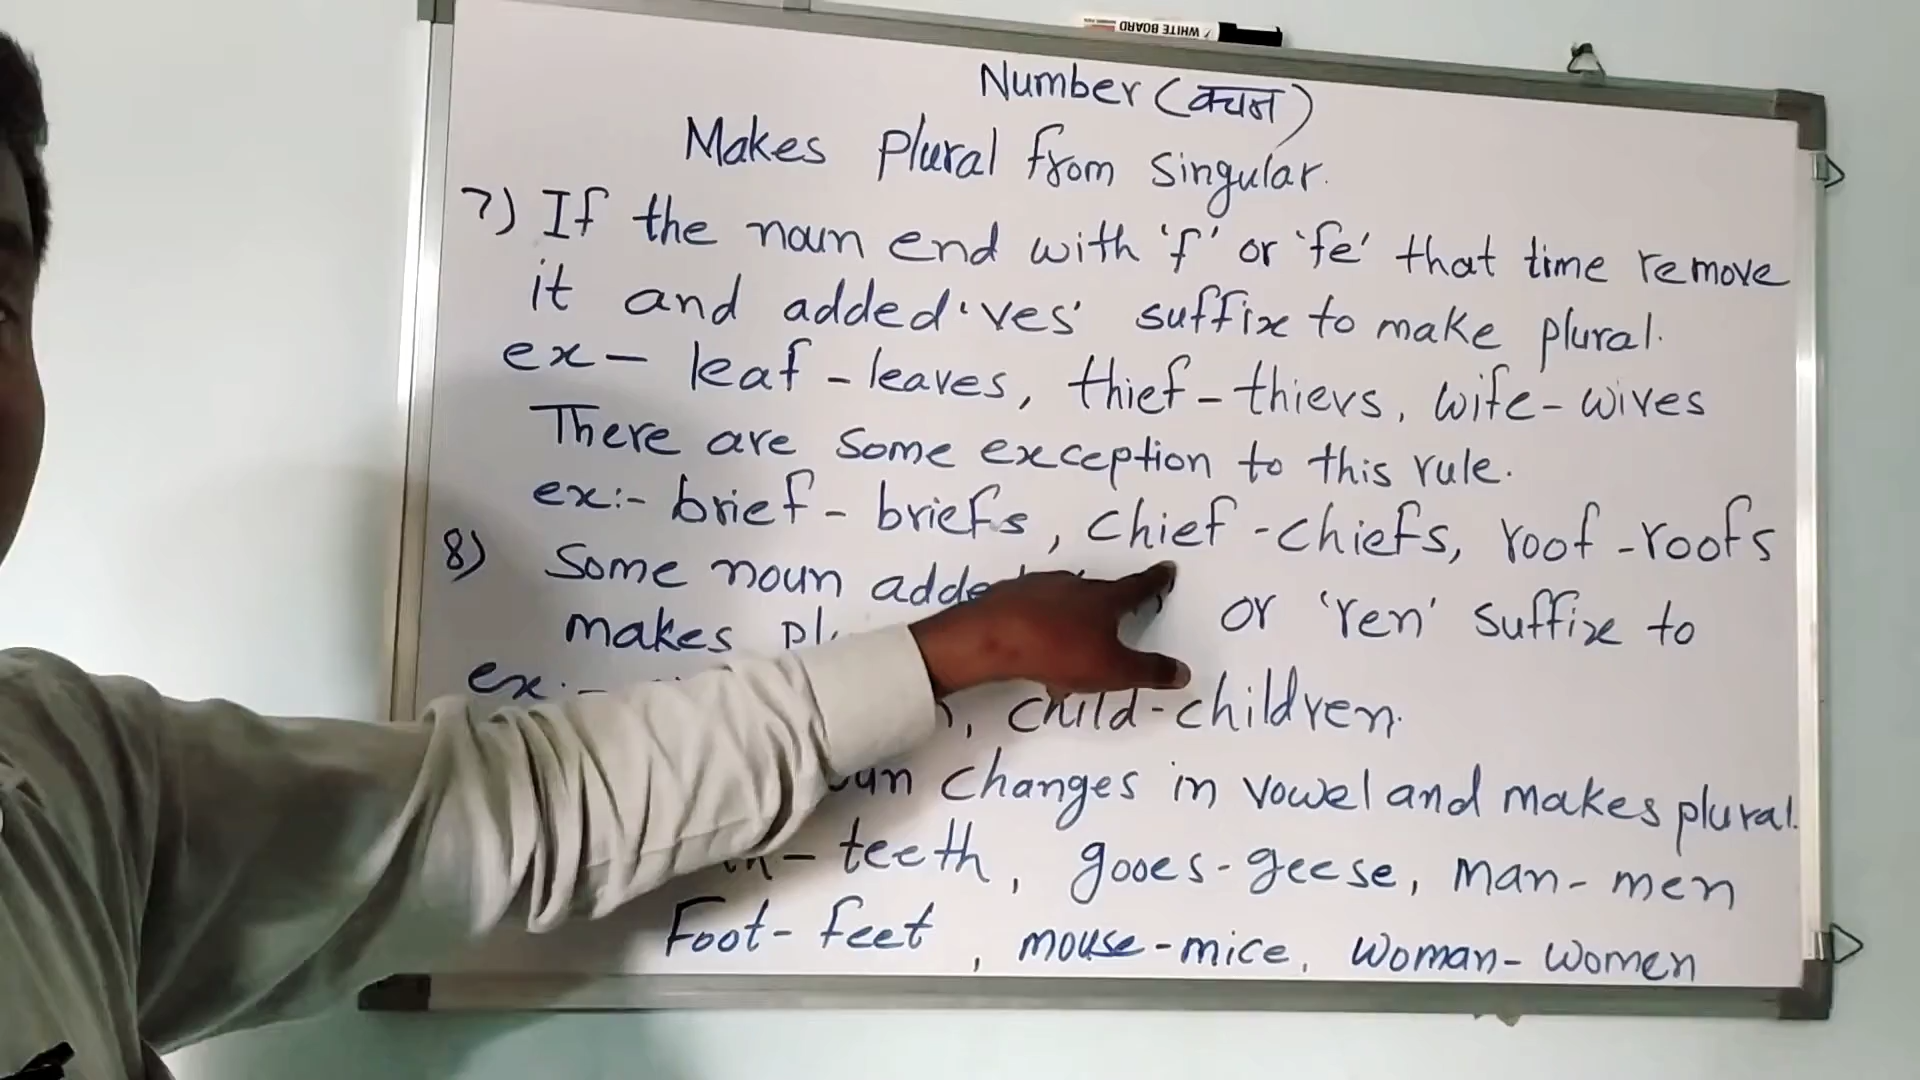 WHITE BOARD
Number (वचन)
Makes Plural from Singular.
7) If the noun end with 'f' or 'fe' that time remove
it and added 'ves' suffix to make plural.
ex- leaf - leaves, thief - thievs, wife - wives
There are some exception to this rule.
ex:- brief - briefs, chief - chiefs, roof - roofs
8) Some noun or 'ren' suffix to
makes
ex:- , child - children.
changes in vowel and makes plural.
- teeth, gooes - geese, man - men
Foot - feet, mouse - mice, woman - women